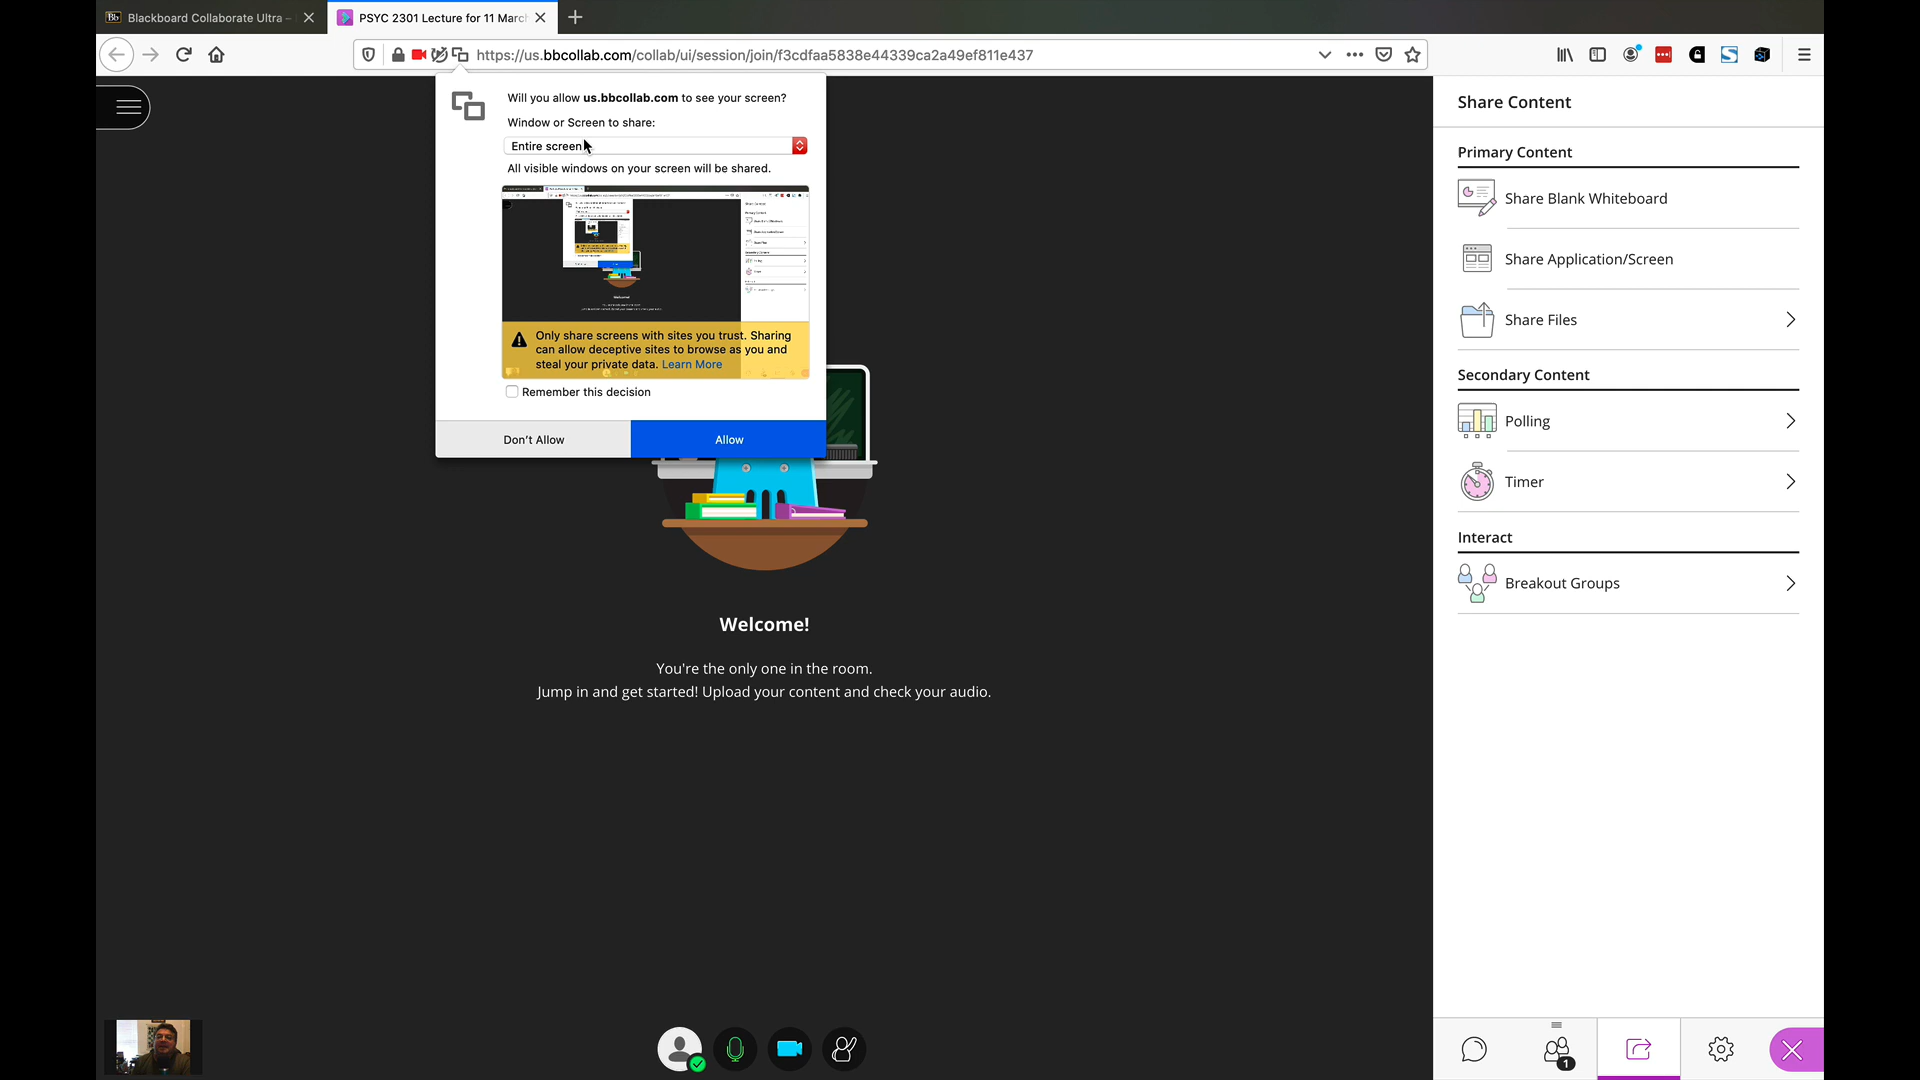 Bb Blackboard Collaborate Ultra –
PSYC 2301 Lecture for 11 March
https://us.bbcollab.com/collab/ui/session/join/f3cdfaa5838e44339ca2a49ef811e437
Will you allow us.bbcollab.com to see your screen?
Window or Screen to share:
Entire screen
All visible windows on your screen will be shared.
Only share screens with sites you trust. Sharing
can allow deceptive sites to browse as you and
steal your private data. Learn More
Remember this decision
Don't Allow
Allow
Welcome!
You're the only one in the room.
Jump in and get started! Upload your content and check your audio.
Share Content
Primary Content
Share Blank Whiteboard
Share Application/Screen
Share Files
Secondary Content
Polling
Timer
Interact
Breakout Groups
1